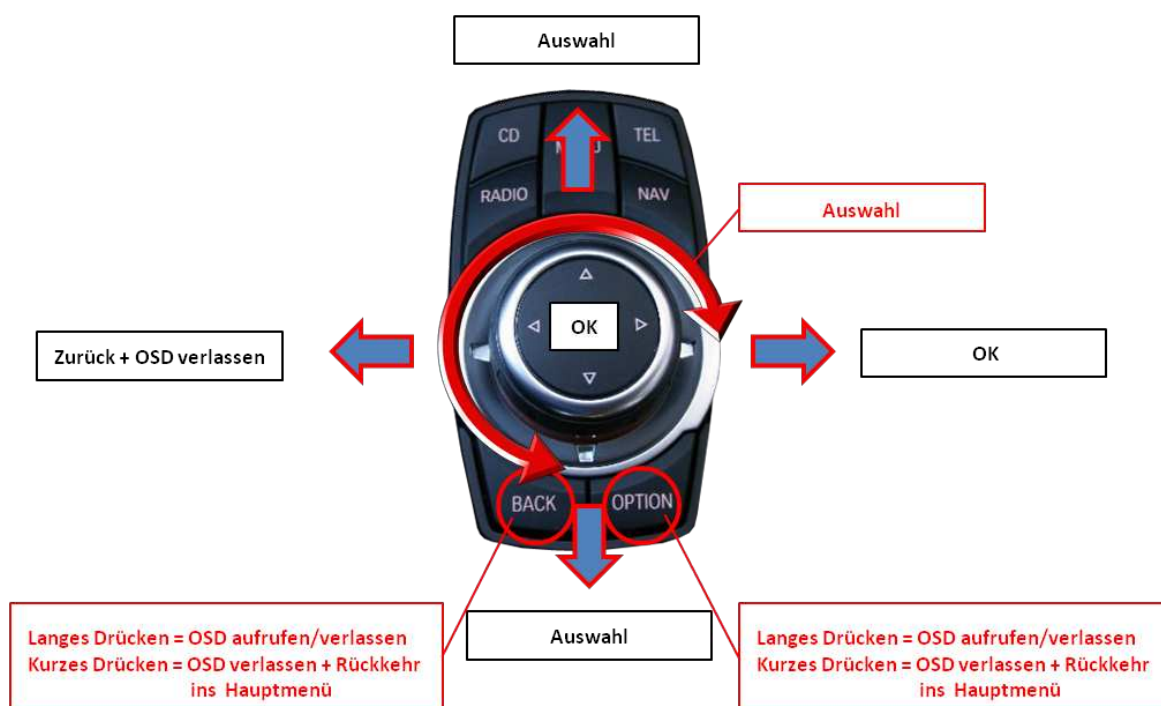 Auswahl
CD
TEL
RADIO
NAV
Auswahl
Zurück + OSD verlassen
OK
OK
BACK
OPTION
Auswahl
Langes Drücken = OSD aufrufen/verlassen
Kurzes Drücken = OSD verlassen + Rückkehr
ins Hauptmenü
Langes Drücken = OSD aufrufen/verlassen
Kurzes Drücken = OSD verlassen + Rückkehr
ins Hauptmenü